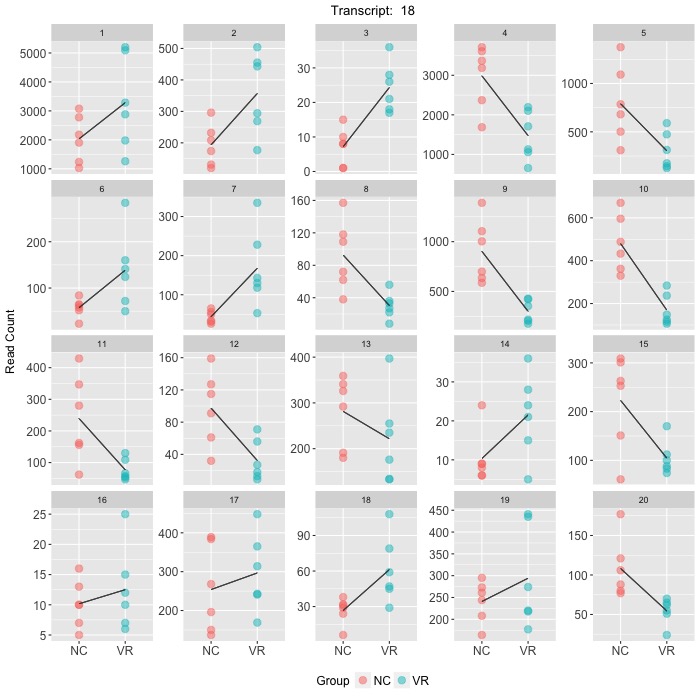 Transcript:  18
1 2 3 4 5
5000 4000 3000 2000 1000
500 400 300 200
30 20 10 0
3000 2000 1000
1000 500
6 7 8 9 10
200 100
300 200 100
160 120 80 40
1000 500
600 400 200
11 12 13 14 15
400 300 200 100
160 120 80 40
400 300 200
30 20 10
300 200 100
16 17 18 19 20
25 20 15 10 5
400 300 200
90 60 30
450 400 350 300 250 200
150 100 50
NC VR NC VR NC VR NC VR NC VR
Read Count
Group NC VR